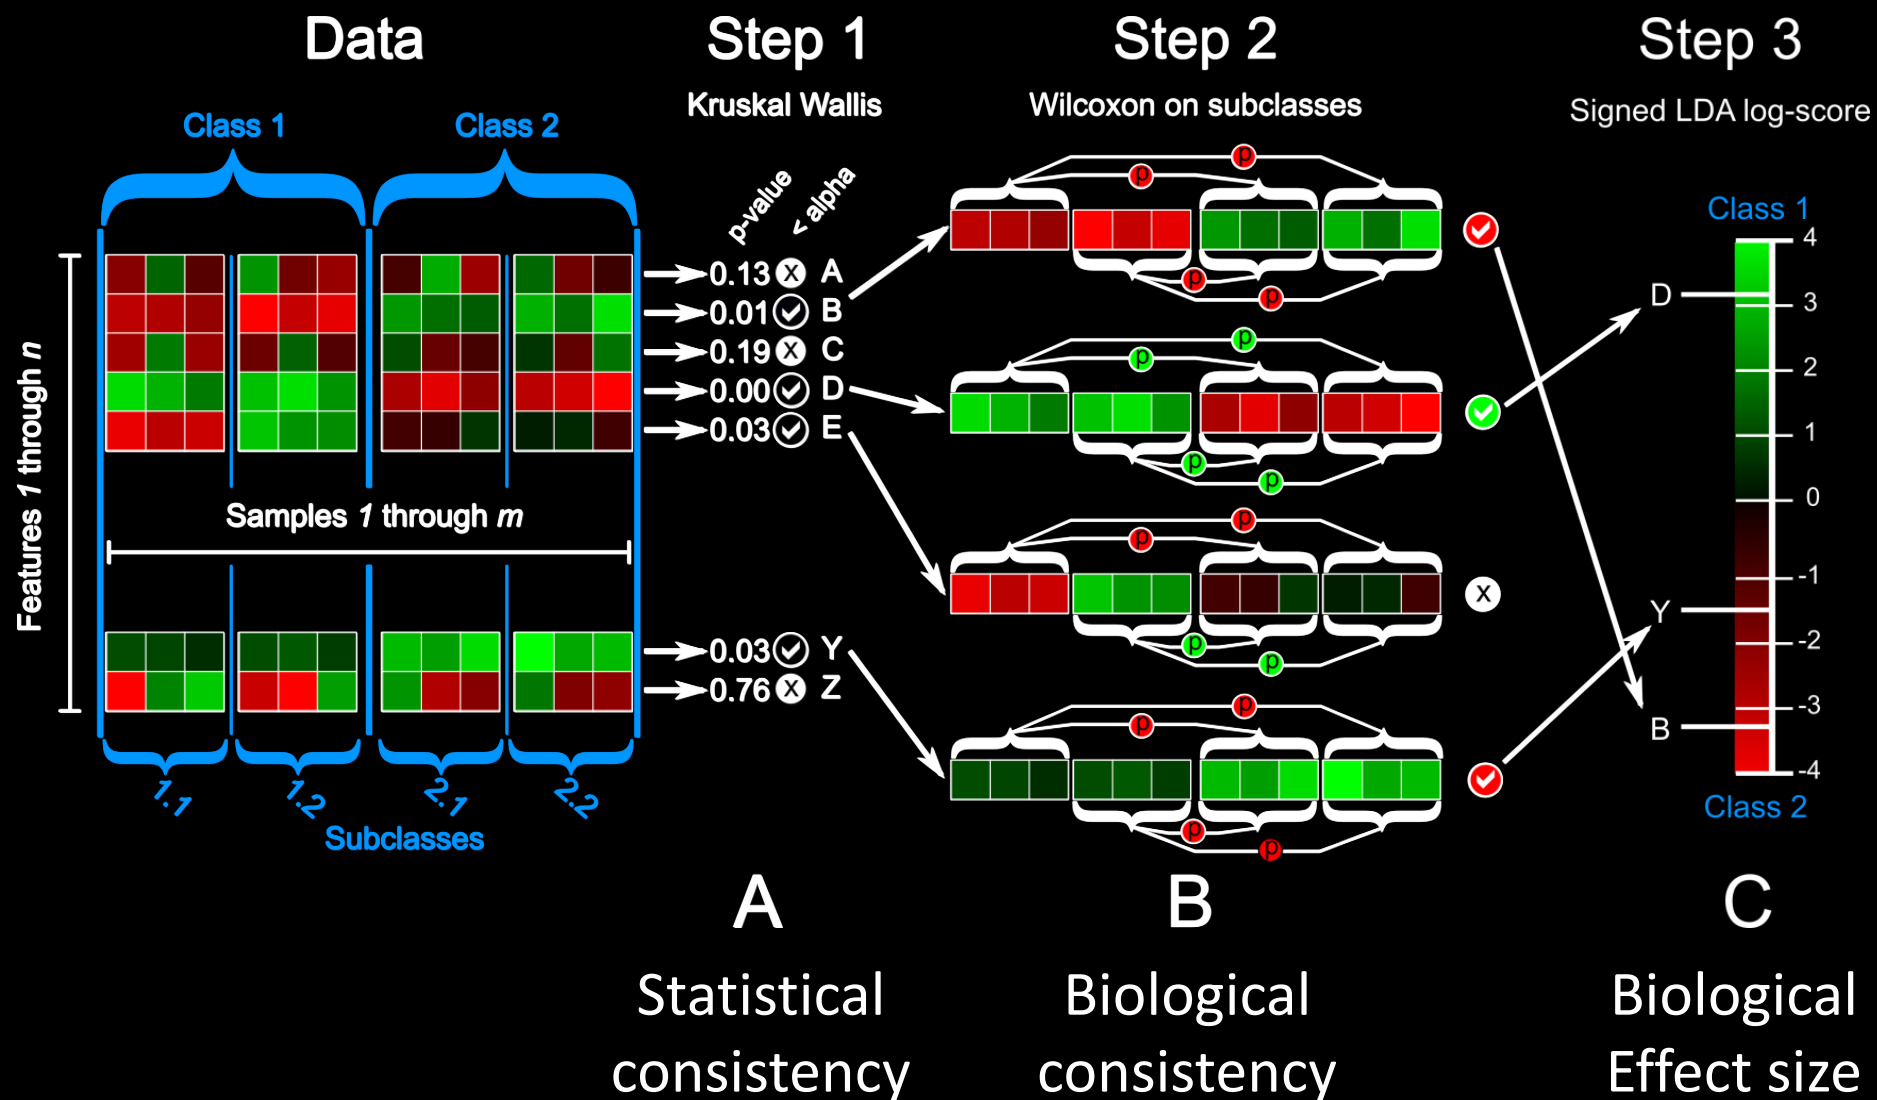 Data
Step 1
Step 2
Step 3
Kruskal Wallis
Wilcoxon on subclasses
Signed LDA log-score
Class 1
Class 2
p-value
< alpha
Features 1 through n
Samples 1 through m
0.13 x A
0.01 B
0.19 x C
0.00 D
0.03 E
0.03 Y
0.76 x Z
1.1
1.2
2.1
2.2
Subclasses
p
p
p
p
p
p
p
p
p
p
p
p
x
p
p
p
p
Class 1
4
D
3
2
1
0
-1
Y
-2
-3
B
-4
Class 2
A
B
C
Statistical
consistency
Biological
consistency
Biological
Effect size